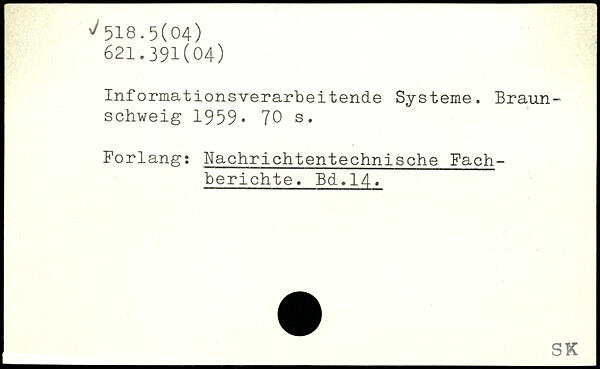 ✓518.5(04)
621.391(04)
Informationsverarbeitende Systeme. Braun-
schweig 1959. 70 s.
Forlang: Nachrichtentechnische Fach-
berichte. Bd.14.
SK